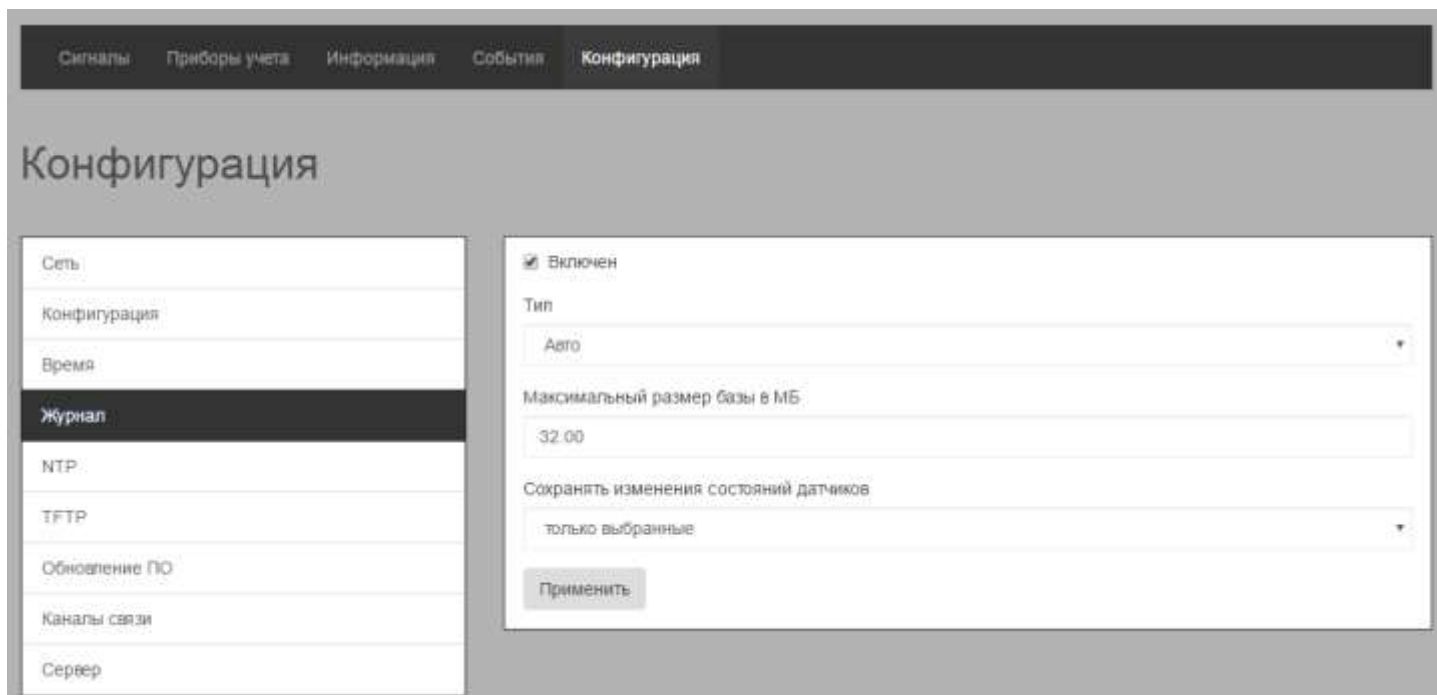 Сигналы Приборы учета Информация События Конфигурация
Конфигурация
Сеть
Конфигурация
Время
Журнал
NTP
TFTP
Обновление ПО
Каналы связи
Сервер
Включен
Тип
Авто
Максимальный размер базы в МБ
32.00
Сохранять изменения состояний датчиков
только выбранные
Применить